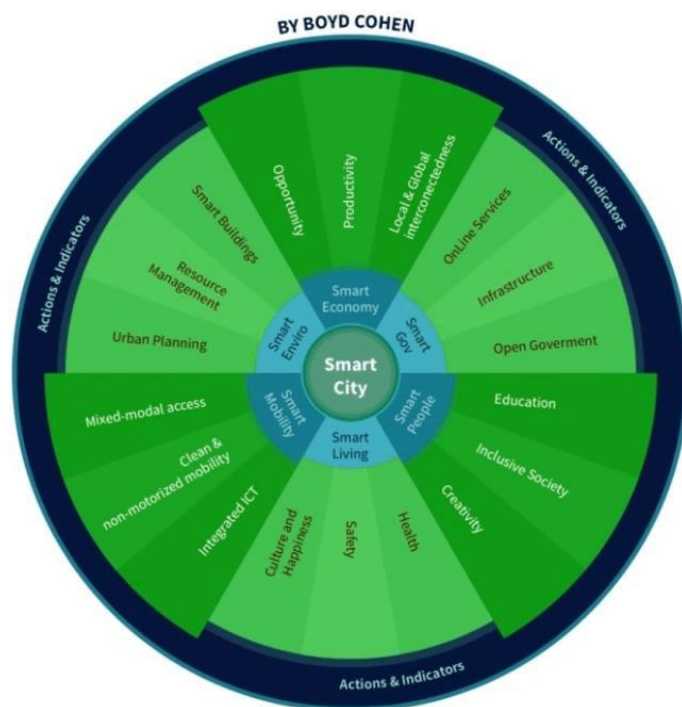 BY BOYD COHEN
Actions & Indicators
Actions & Indicators
Actions & Indicators
Smart
City
Smart
Economy
Opportunity
Productivity
Local & Global
interconectedness
Smart
Gov
OnLine Services
Infrastructure
Open Goverment
Smart
People
Education
Inclusive Society
Creativity
Smart
Living
Health
Safety
Culture and
Happiness
Smart
Mobility
Integrated ICT
Clean &
non-motorized mobility
Mixed-modal access
Smart
Enviro
Urban Planning
Resource
Management
Smart Buildings